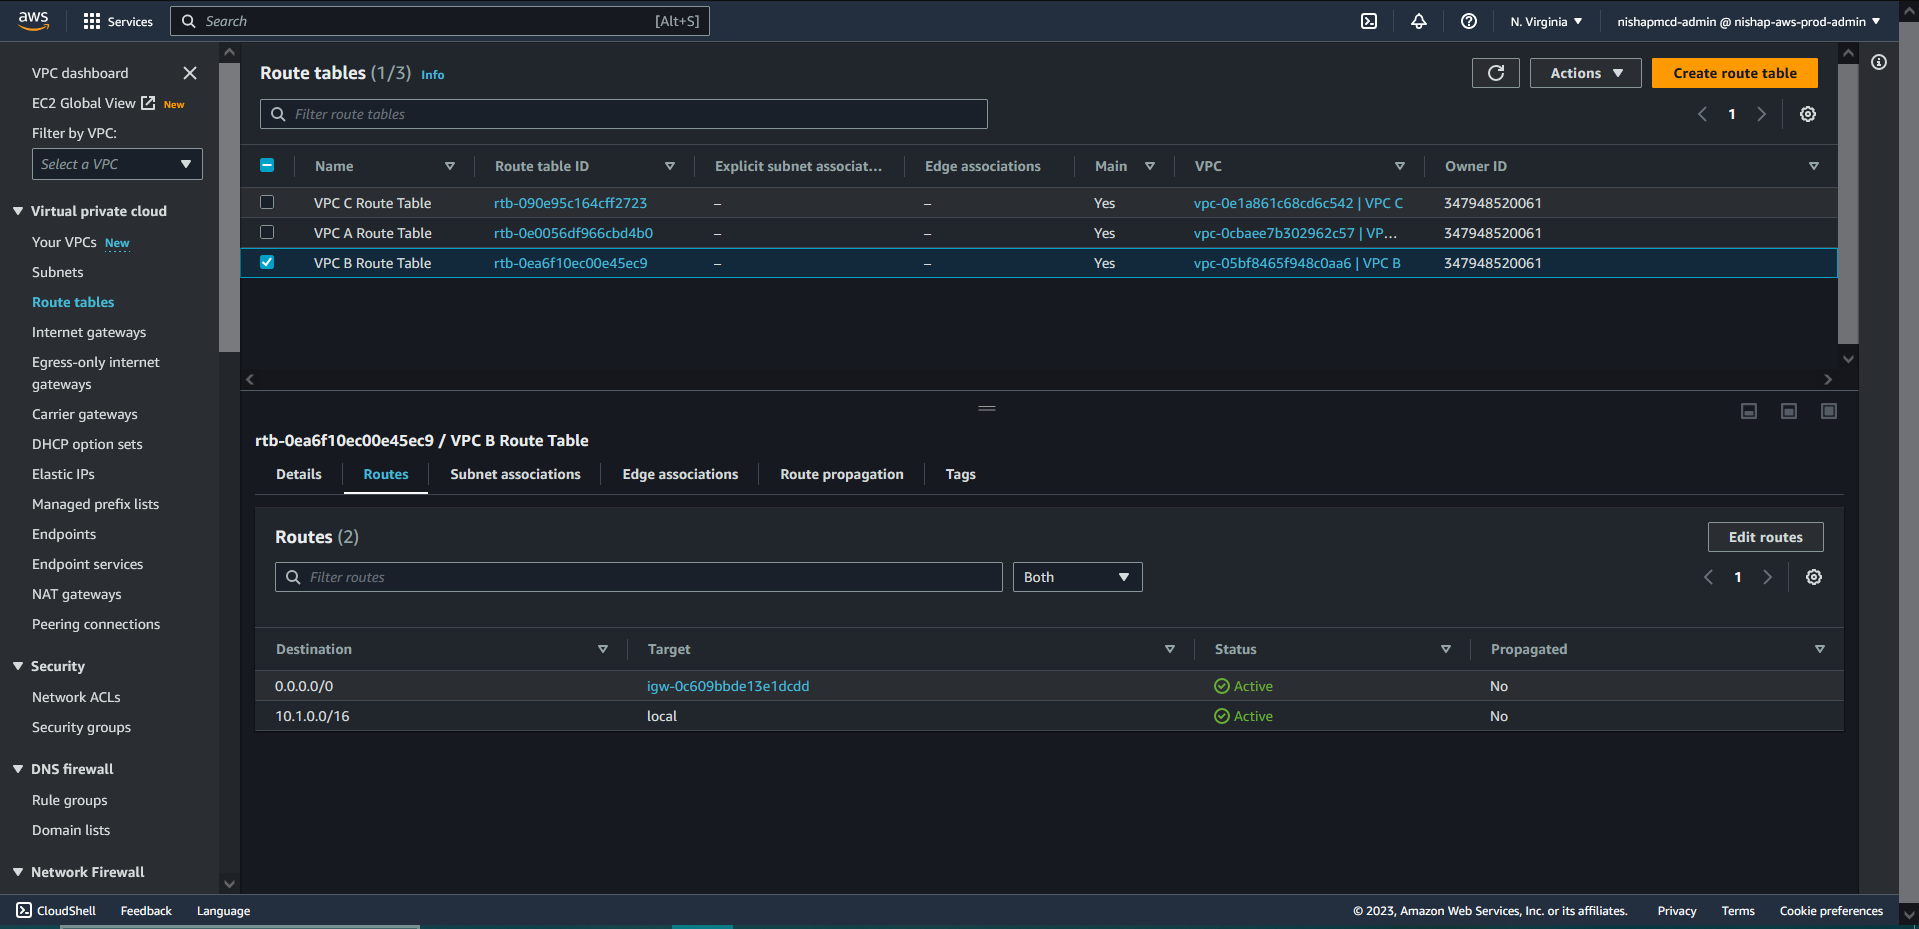 aws Services Search [Alt+S] N. Virginia nishapmcd-admin @ nishap-aws-prod-admin
VPC dashboard
EC2 Global View New
Filter by VPC:
Select a VPC
Virtual private cloud
Your VPCs New
Subnets
Route tables
Internet gateways
Egress-only internet
gateways
Carrier gateways
DHCP option sets
Elastic IPs
Managed prefix lists
Endpoints
Endpoint services
NAT gateways
Peering connections
Security
Network ACLs
Security groups
DNS firewall
Rule groups
Domain lists
Network Firewall
Route tables (1/3) Info
Actions
Create route table
Filter route tables
1
Name Route table ID Explicit subnet associat... Edge associations Main VPC Owner ID
VPC C Route Table rtb-090e95c164cff2723 – – Yes vpc-0e1a861c68cd6c542 | VPC C 347948520061
VPC A Route Table rtb-0e0056df966cbd4b0 – – Yes vpc-0cbaee7b302962c57 | VP... 347948520061
VPC B Route Table rtb-0ea6f10ec00e45ec9 – – Yes vpc-05bf8465f948c0aa6 | VPC B 347948520061
rtb-0ea6f10ec00e45ec9 / VPC B Route Table
Details Routes Subnet associations Edge associations Route propagation Tags
Routes (2)
Edit routes
Filter routes
Both
1
Destination Target Status Propagated
0.0.0.0/0 igw-0c609bbde13e1dcdd Active No
10.1.0.0/16 local Active No
CloudShell Feedback Language © 2023, Amazon Web Services, Inc. or its affiliates. Privacy Terms Cookie preferences